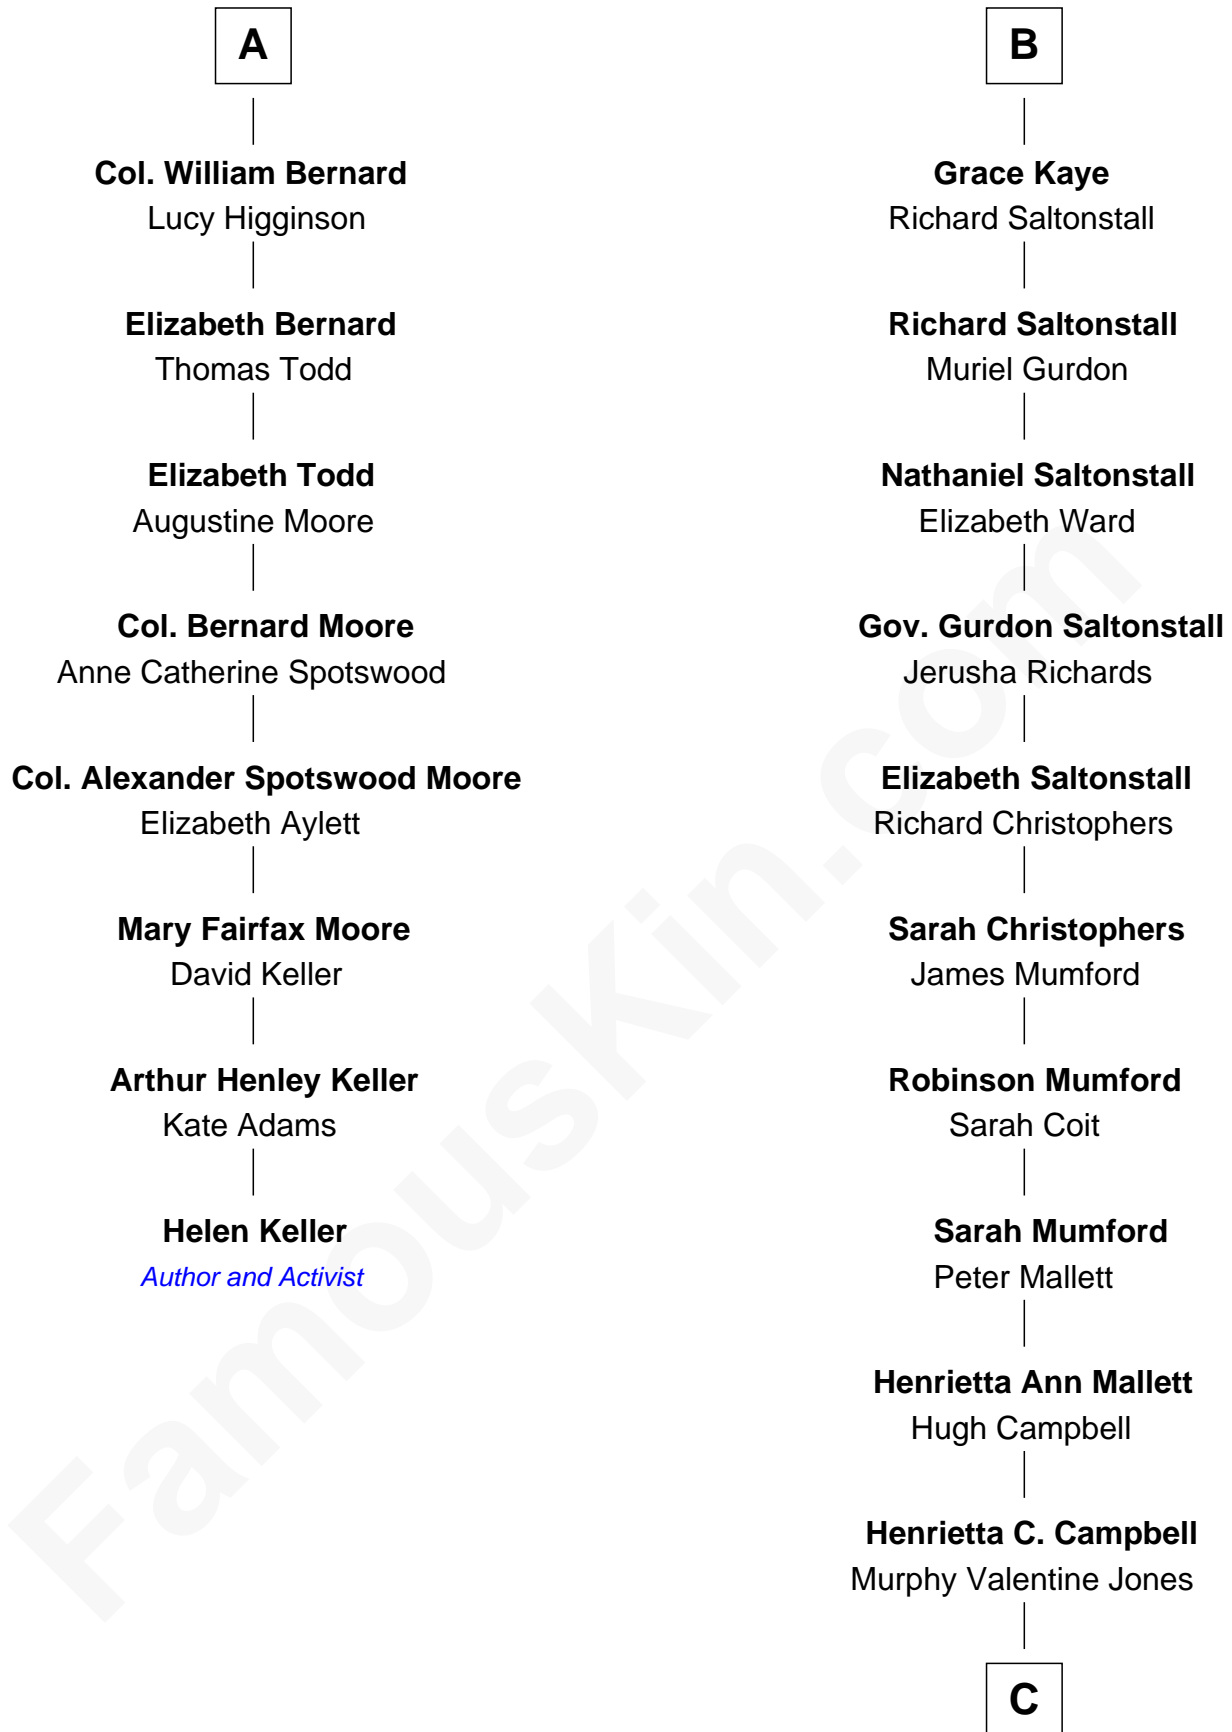 A
Col. William Bernard
Lucy Higginson
Elizabeth Bernard
Thomas Todd
Elizabeth Todd
Augustine Moore
Col. Bernard Moore
Anne Catherine Spotswood
Col. Alexander Spotswood Moore
Elizabeth Aylett
Mary Fairfax Moore
David Keller
Arthur Henley Keller
Kate Adams
Helen Keller
Author and Activist
B
Grace Kaye
Richard Saltonstall
Richard Saltonstall
Muriel Gurdon
Nathaniel Saltonstall
Elizabeth Ward
Gov. Gurdon Saltonstall
Jerusha Richards
Elizabeth Saltonstall
Richard Christophers
Sarah Christophers
James Mumford
Robinson Mumford
Sarah Coit
Sarah Mumford
Peter Mallett
Henrietta Ann Mallett
Hugh Campbell
Henrietta C. Campbell
Murphy Valentine Jones
C
FamousKin.com